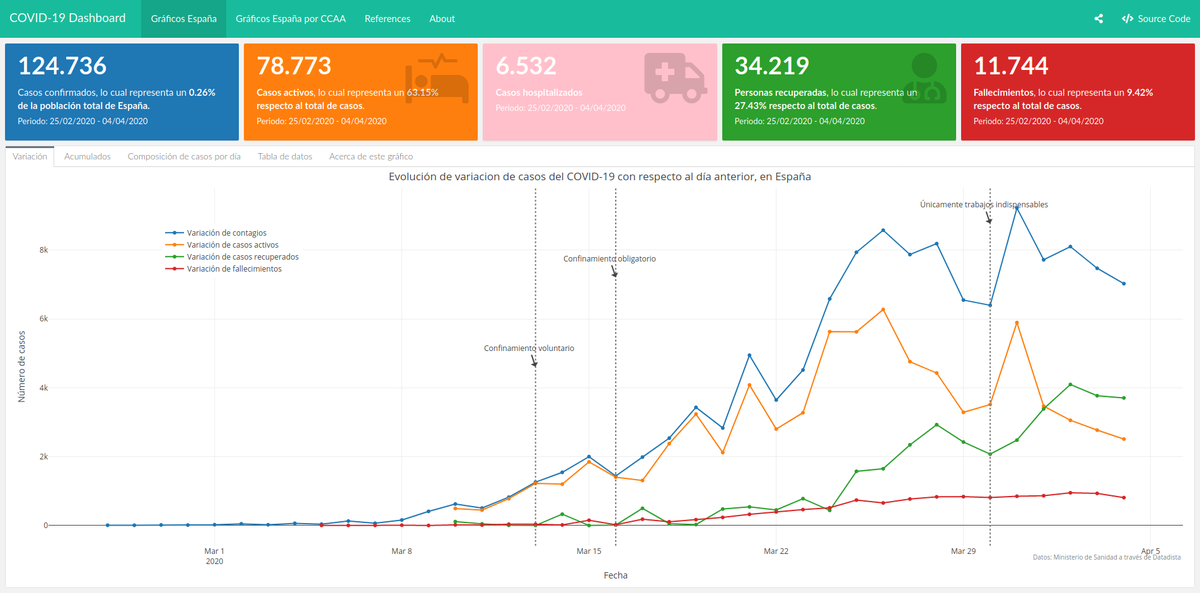 COVID-19 Dashboard
Gráficos España
Gráficos España por CCAA
References
About
Source Code
124.736
Casos confirmados, lo cual representa un 0.26%
de la población total de España.
Periodo: 25/02/2020 - 04/04/2020
78.773
Casos activos, lo cual representa un 63.15%
respecto al total de casos.
Periodo: 25/02/2020 - 04/04/2020
6.532
Casos hospitalizados
Periodo: 25/02/2020 - 04/04/2020
34.219
Personas recuperadas, lo cual representa un
27.43% respecto al total de casos.
Periodo: 25/02/2020 - 04/04/2020
11.744
Fallecimientos, lo cual representa un 9.42%
respecto al total de casos.
Periodo: 25/02/2020 - 04/04/2020
Variación
Acumulados
Composición de casos por día
Tabla de datos
Acerca de este gráfico
Evolución de variacion de casos del COVID-19 con respecto al día anterior, en España
Únicamente trabajos indispensables
Variación de contagios
Variación de casos activos
Variación de casos recuperados
Variación de fallecimientos
Confinamiento obligatorio
Confinamiento voluntario
Número de casos
8k
6k
4k
2k
0
Mar 1
2020
Mar 8
Mar 15
Mar 22
Mar 29
Apr 5
Datos: Ministerio de Sanidad a través de Datadista
Fecha